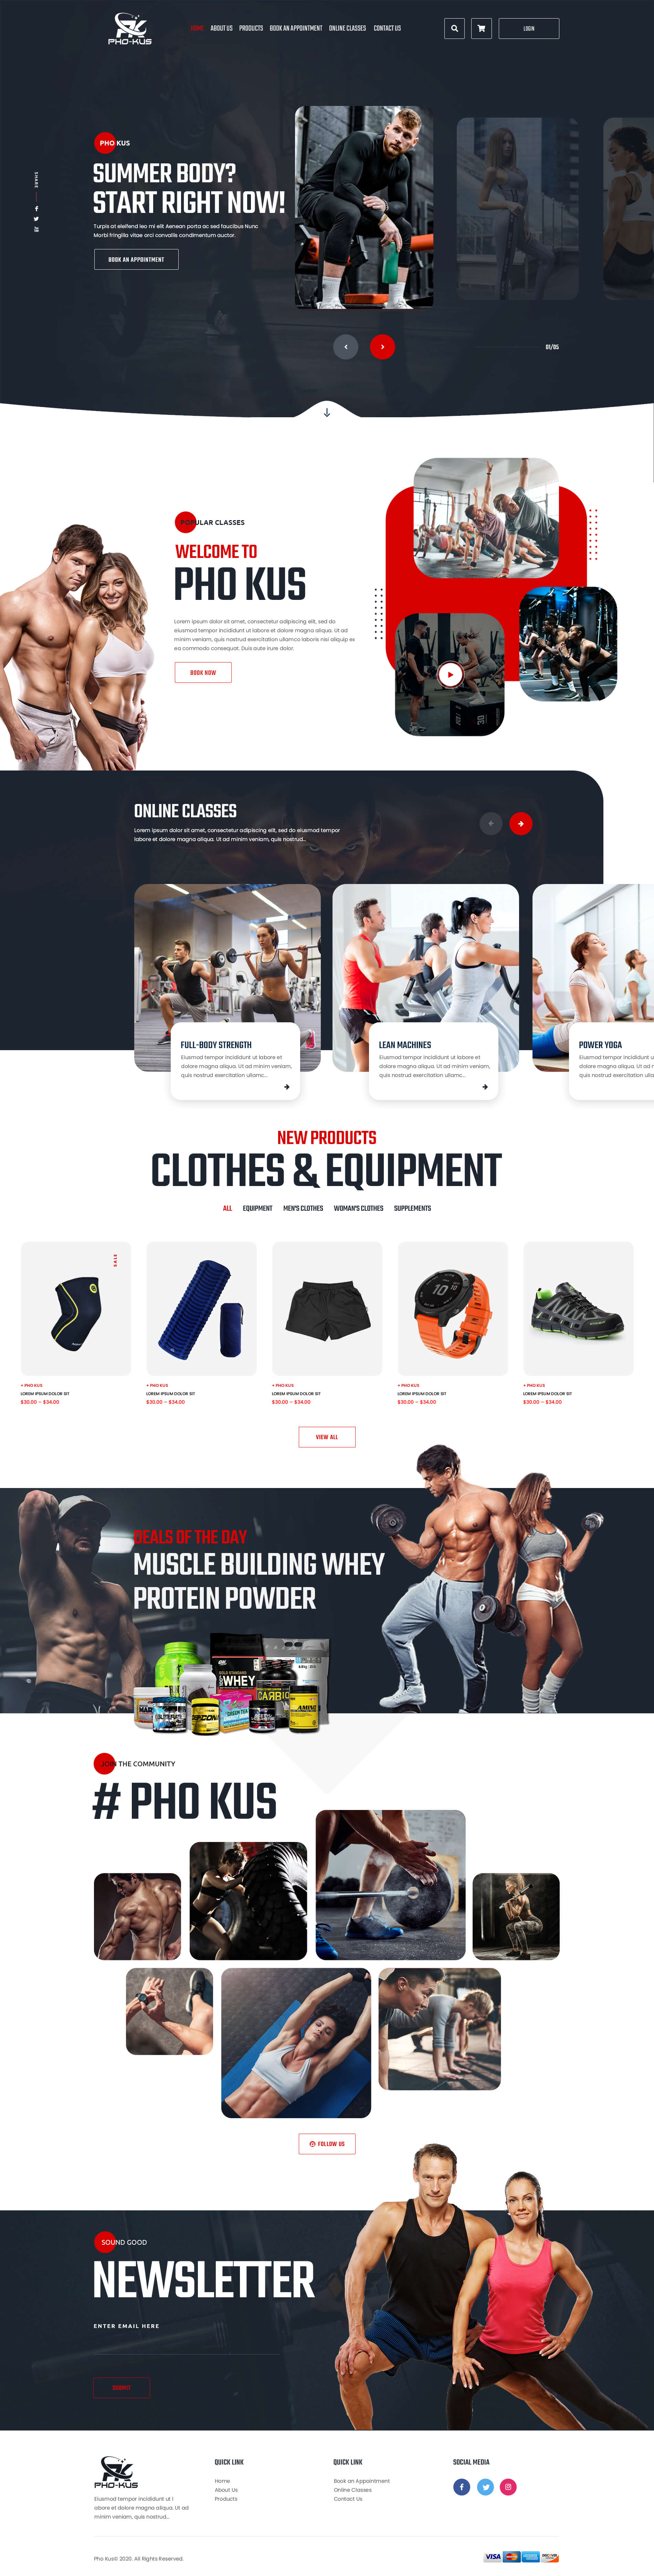 PHO-KUS
HOME ABOUT US PRODUCTS BOOK AN APPOINTMENT ONLINE CLASSES CONTACT US
LOGIN
SHARE
PHO KUS
SUMMER BODY?
START RIGHT NOW!
Turpis at eleifend leo mi elit Aenean porta ac sed faucibus Nunc
Morbi fringilla vitae orci convallis condimentum auctor.
BOOK AN APPOINTMENT
01/05
POPULAR CLASSES
WELCOME TO
PHO KUS
Lorem ipsum dolor sit amet, consectetur adipiscing elit, sed do
eiusmod tempor incididunt ut labore et dolore magna aliqua. Ut ad
minim veniam, quis nostrud exercitation ullamco laboris nisi aliquip ex
ea commodo consequat. Duis aute irure dolor.
BOOK NOW
30
ONLINE CLASSES
Lorem ipsum dolor sit amet, consectetur adipiscing elit, sed do eiusmod tempor
labore et dolore magna aliqua. Ut ad minim veniam, quis nostrud...
FULL-BODY STRENGTH
Eiusmod tempor incididunt ut labore et
dolore magna aliqua. Ut ad minim veniam,
quis nostrud exercitation ullamc...
LEAN MACHINES
Eiusmod tempor incididunt ut labore et
dolore magna aliqua. Ut ad minim veniam,
quis nostrud exercitation ullamc...
POWER YOGA
Eiusmod tempor incididunt u
dolore magna aliqua. Ut ad r
quis nostrud exercitation ulla
NEW PRODUCTS
CLOTHES & EQUIPMENT
ALL EQUIPMENT MEN'S CLOTHES WOMAN'S CLOTHES SUPPLEMENTS
SALE
+ PHO KUS
LOREM IPSUM DOLOR SIT
$30.00 – $34.00
+ PHO KUS
LOREM IPSUM DOLOR SIT
$30.00 – $34.00
+ PHO KUS
LOREM IPSUM DOLOR SIT
$30.00 – $34.00
+ PHO KUS
LOREM IPSUM DOLOR SIT
$30.00 – $34.00
+ PHO KUS
LOREM IPSUM DOLOR SIT
$30.00 – $34.00
VIEW ALL
DEALS OF THE DAY
MUSCLE BUILDING WHEY
PROTEIN POWDER
GOLD STANDARD
WHEY
GREEN TEA
AMINO
JOIN THE COMMUNITY
# PHO KUS
FOLLOW US
SOUND GOOD
NEWSLETTER
ENTER EMAIL HERE
SUBMIT
PHO-KUS
Eiusmod tempor incididunt ut l
abore et dolore magna aliqua. Ut ad
minim veniam, quis nostrud...
QUICK LINK
Home
About Us
Products
QUICK LINK
Book an Appointment
Online Classes
Contact Us
SOCIAL MEDIA
Pho Kus© 2020. All Rights Reserved.
VISA